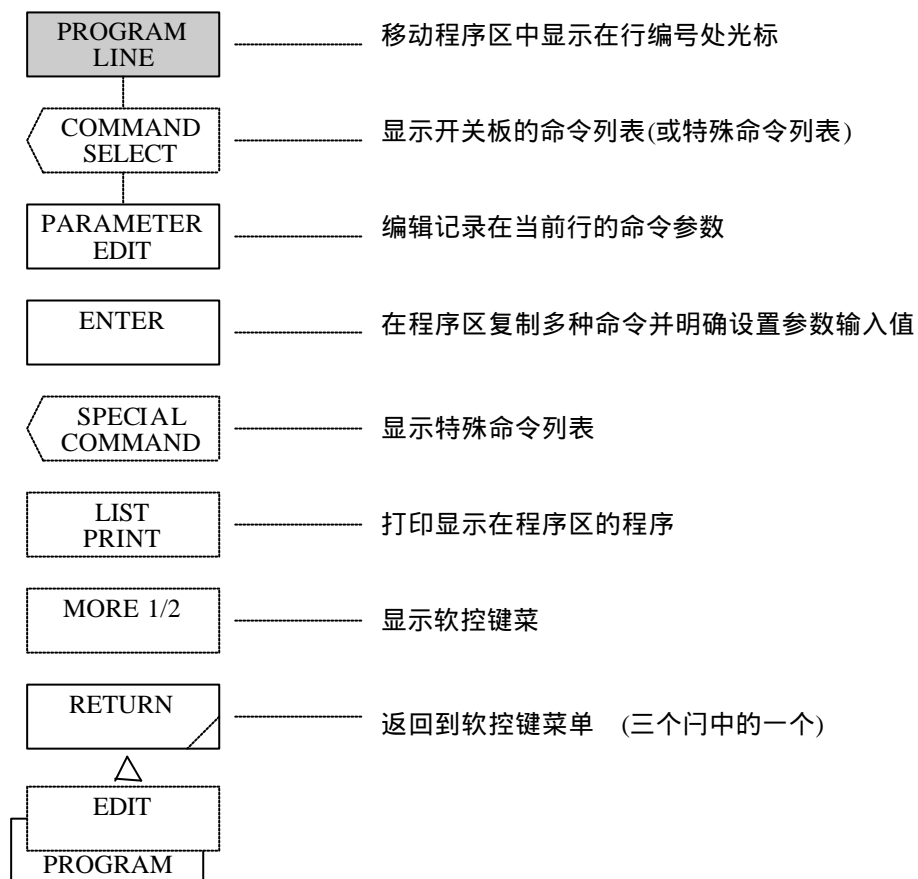 PROGRAM
LINE
移动程序区中显示在行编号处光标
COMMAND
SELECT
显示开关板的命令列表(或特殊命令列表)
PARAMETER
EDIT
编辑记录在当前行的命令参数
ENTER
在程序区复制多种命令并明确设置参数输入值
SPECIAL
COMMAND
显示特殊命令列表
LIST
PRINT
打印显示在程序区的程序
MORE 1/2
显示软控键菜
RETURN
返回到软控键菜单 (三个闩中的一个)
EDIT
PROGRAM